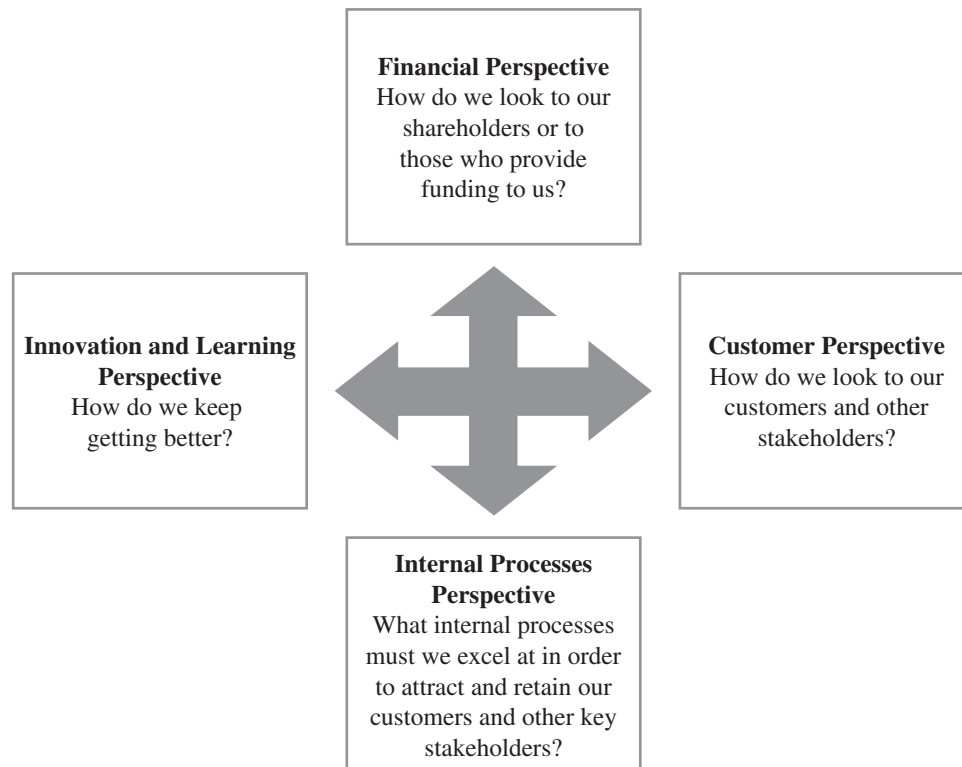 Financial Perspective
How do we look to our
shareholders or to
those who provide
funding to us?
Innovation and Learning
Perspective
How do we keep
getting better?
Customer Perspective
How do we look to our
customers and other
stakeholders?
Internal Processes
Perspective
What internal processes
must we excel at in order
to attract and retain our
customers and other key
stakeholders?